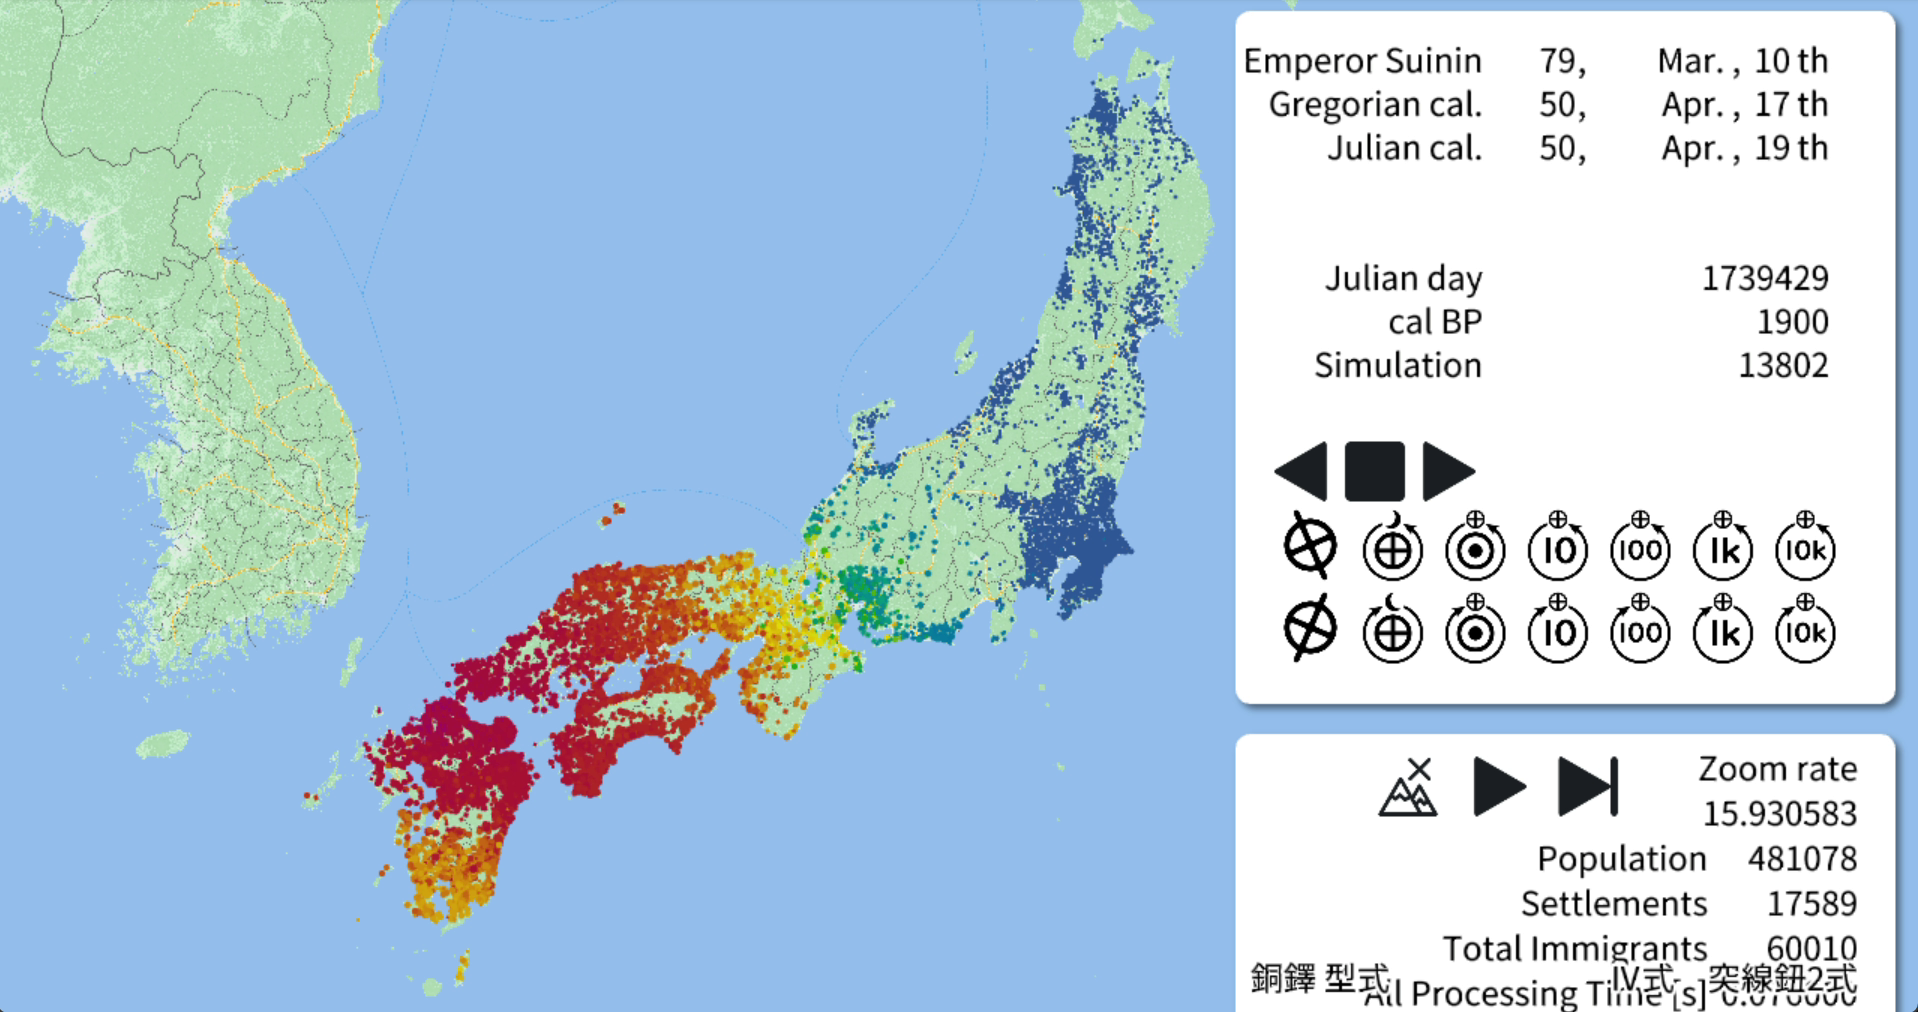 Emperor Suinin 79, Mar. , 10 th
Gregorian cal. 50, Apr. , 17 th
Julian cal. 50, Apr. , 19 th
Julian day 1739429
cal BP 1900
Simulation 13802
10 100 1k 10k
10 100 1k 10k
Zoom rate
15.930583
Population 481078
Settlements 17589
Total Immigrants 60010
銅鐸 型式 Ⅳ式 突線鈕2式
All Processing Time [s]